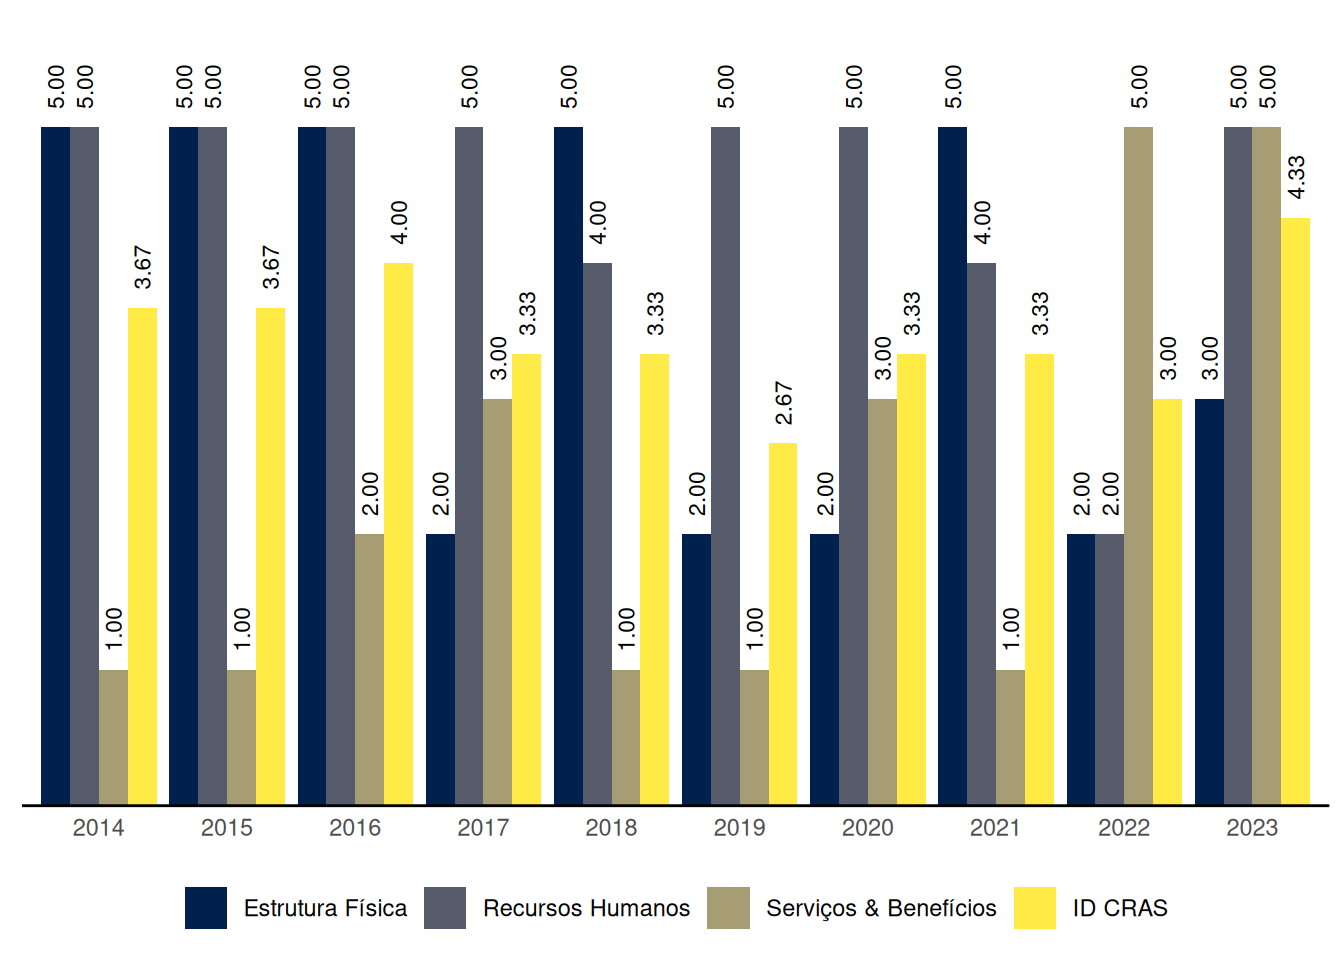 5.00 5.00 1.00 3.67
5.00 5.00 1.00 3.67
5.00 5.00 2.00 4.00
2.00 5.00 3.00 3.33
5.00 4.00 1.00 3.33
2.00 5.00 1.00 2.67
2.00 5.00 3.00 3.33
5.00 4.00 1.00 3.33
2.00 2.00 5.00 3.00
3.00 5.00 5.00 4.33
2014 2015 2016 2017 2018 2019 2020 2021 2022 2023
Estrutura Física Recursos Humanos Serviços & Benefícios ID CRAS